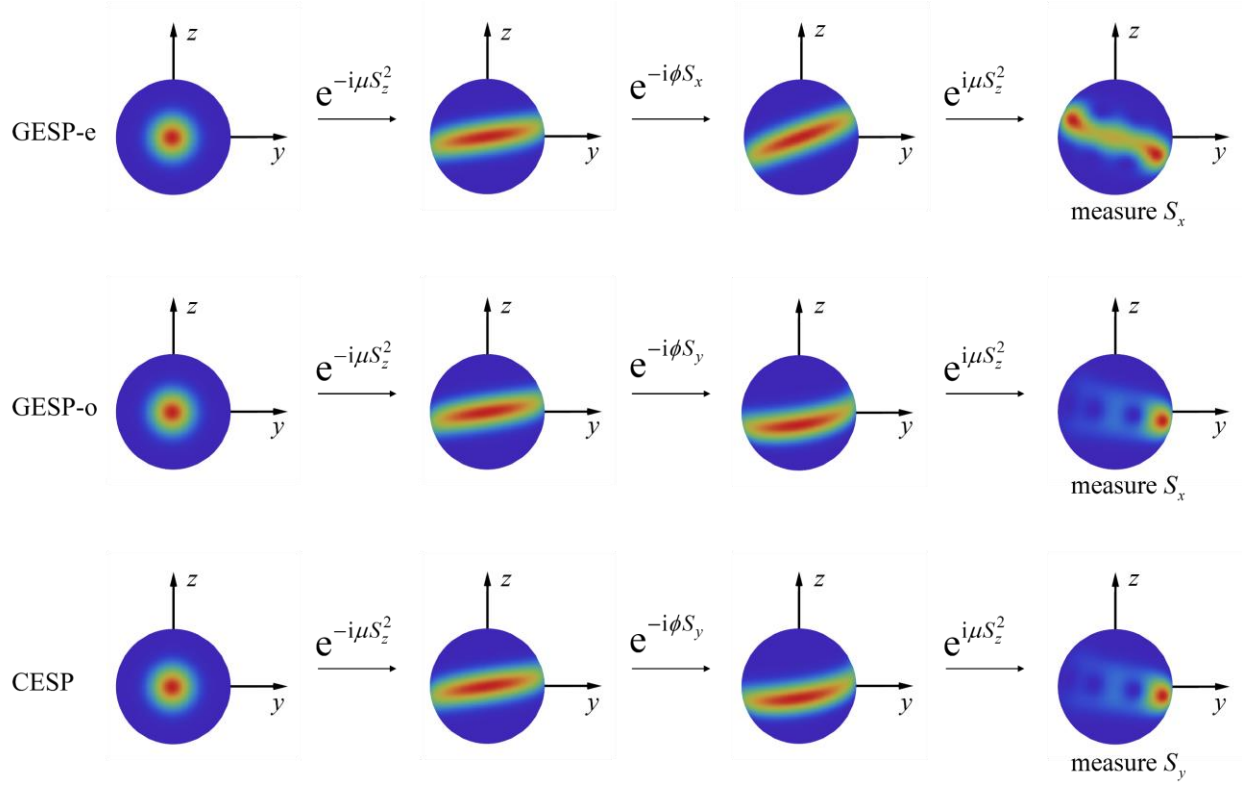 z z z z
GESP-e y e^{-iμS_z^2} y e^{-iϕS_x} y e^{iμS_z^2} y
measure S_x
z z z z
GESP-o y e^{-iμS_z^2} y e^{-iϕS_y} y e^{iμS_z^2} y
measure S_x
z z z z
CESP y e^{-iμS_z^2} y e^{-iϕS_y} y e^{iμS_z^2} y
measure S_y